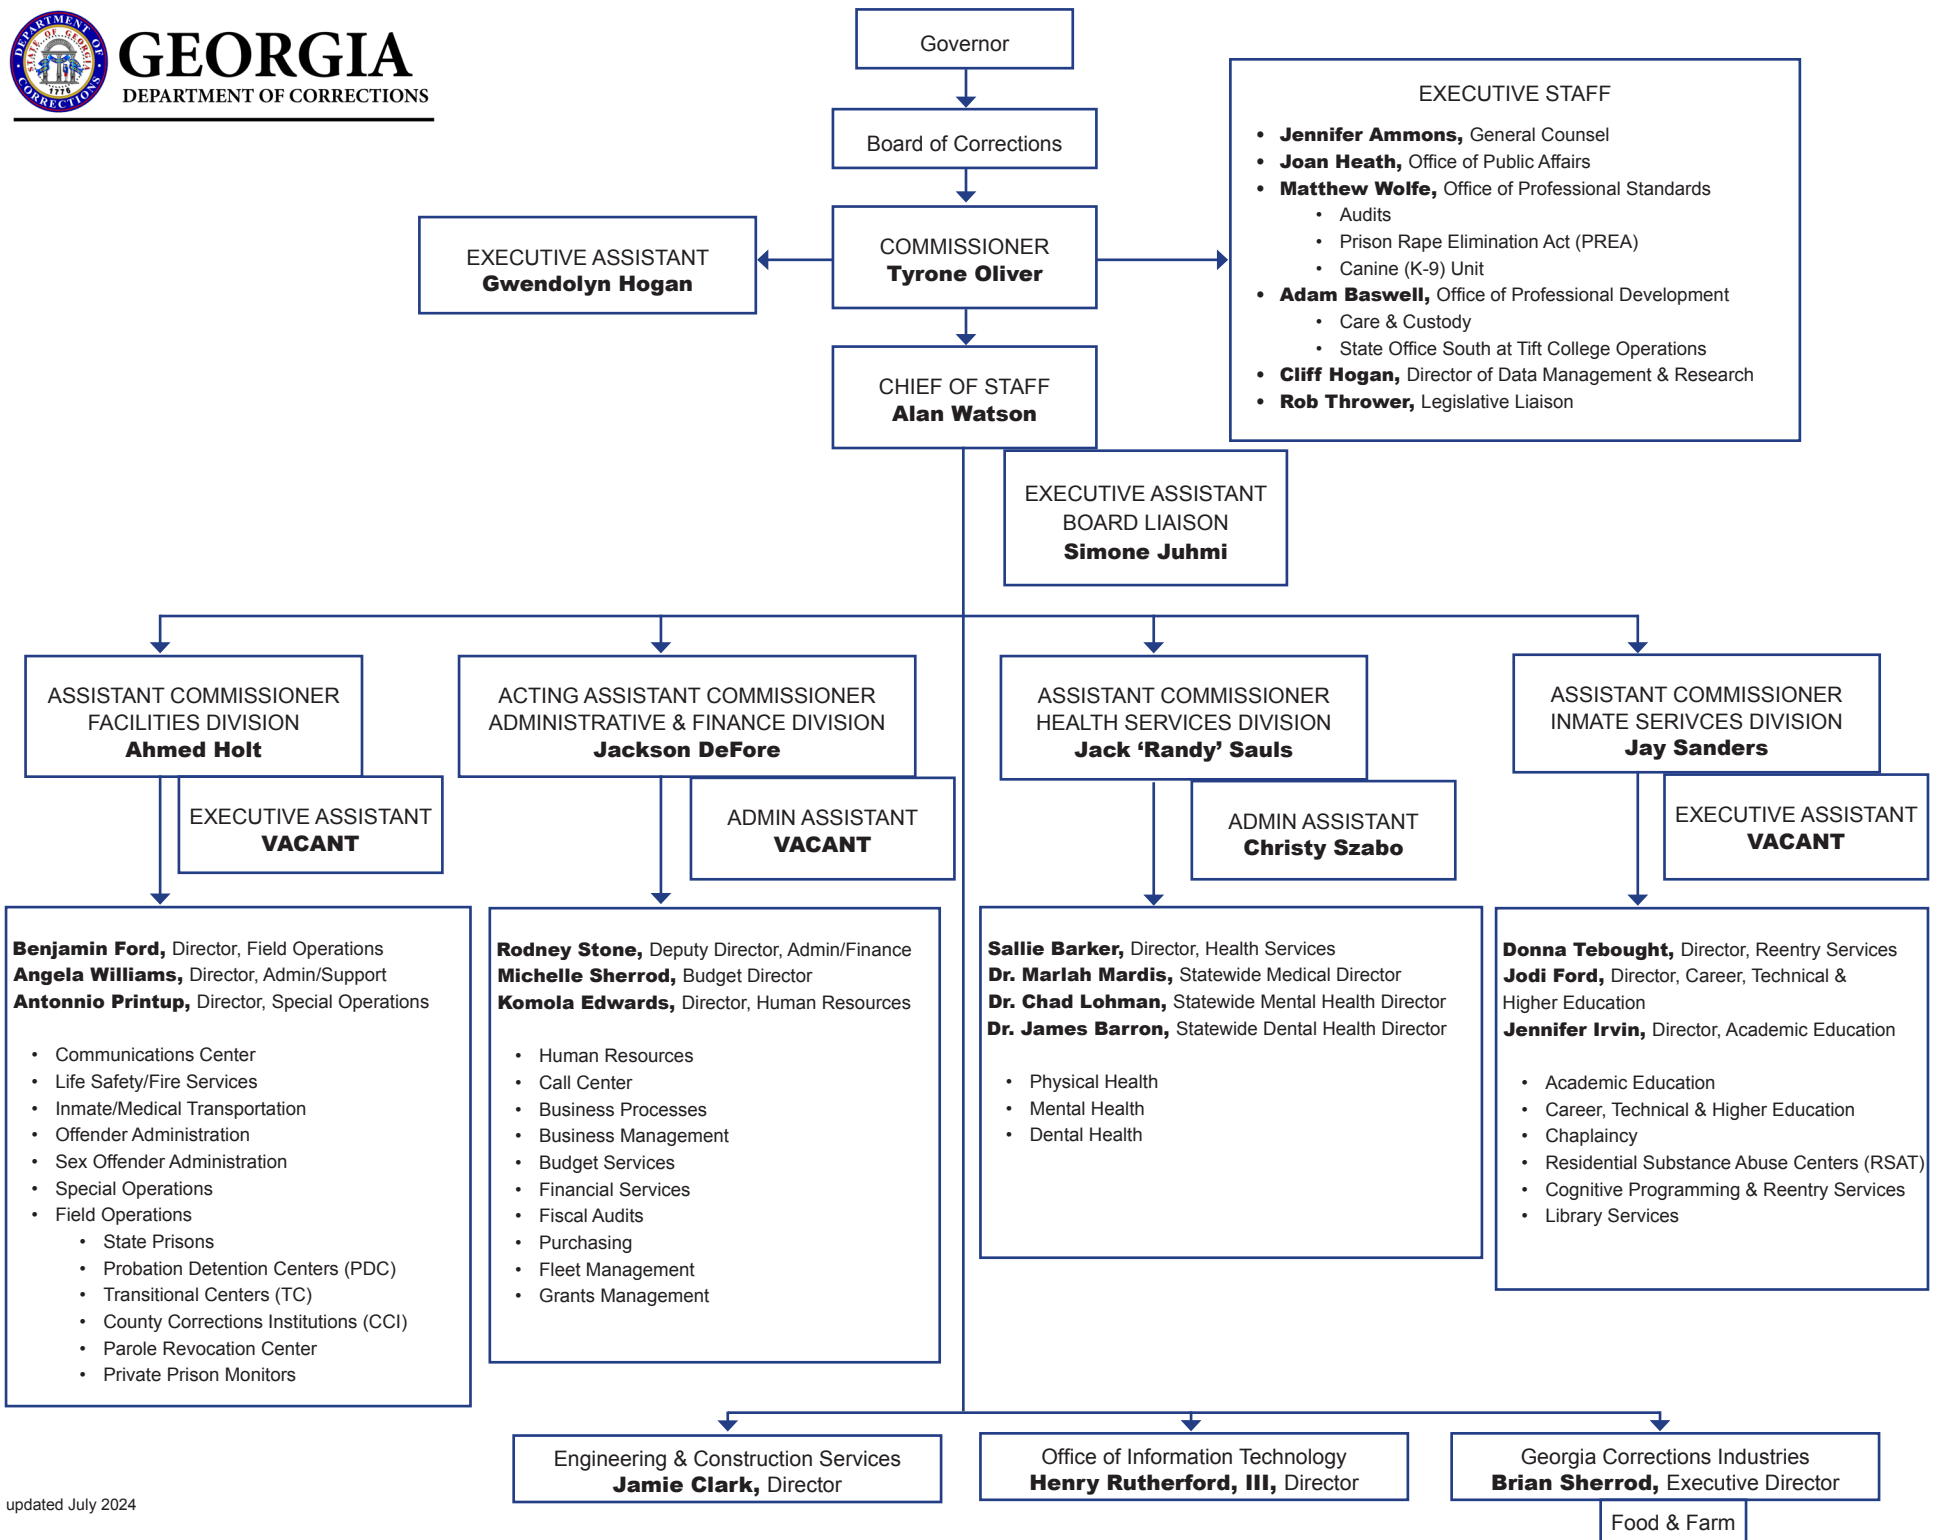 DEPARTMENT OF CORRECTIONS
STATE OF GEORGIA
1776
GEORGIA
DEPARTMENT OF CORRECTIONS
Governor
Board of Corrections
COMMISSIONER
Tyrone Oliver
EXECUTIVE ASSISTANT
Gwendolyn Hogan
EXECUTIVE STAFF
• Jennifer Ammons, General Counsel
• Joan Heath, Office of Public Affairs
• Matthew Wolfe, Office of Professional Standards
• Audits
• Prison Rape Elimination Act (PREA)
• Canine (K-9) Unit
• Adam Baswell, Office of Professional Development
• Care & Custody
• State Office South at Tift College Operations
• Cliff Hogan, Director of Data Management & Research
• Rob Thrower, Legislative Liaison
CHIEF OF STAFF
Alan Watson
EXECUTIVE ASSISTANT
BOARD LIAISON
Simone Juhmi
ASSISTANT COMMISSIONER
FACILITIES DIVISION
Ahmed Holt
EXECUTIVE ASSISTANT
VACANT
Benjamin Ford, Director, Field Operations
Angela Williams, Director, Admin/Support
Antonnio Printup, Director, Special Operations
• Communications Center
• Life Safety/Fire Services
• Inmate/Medical Transportation
• Offender Administration
• Sex Offender Administration
• Special Operations
• Field Operations
• State Prisons
• Probation Detention Centers (PDC)
• Transitional Centers (TC)
• County Corrections Institutions (CCI)
• Parole Revocation Center
• Private Prison Monitors
ACTING ASSISTANT COMMISSIONER
ADMINISTRATIVE & FINANCE DIVISION
Jackson DeFore
ADMIN ASSISTANT
VACANT
Rodney Stone, Deputy Director, Admin/Finance
Michelle Sherrod, Budget Director
Komola Edwards, Director, Human Resources
• Human Resources
• Call Center
• Business Processes
• Business Management
• Budget Services
• Financial Services
• Fiscal Audits
• Purchasing
• Fleet Management
• Grants Management
ASSISTANT COMMISSIONER
HEALTH SERVICES DIVISION
Jack ‘Randy’ Sauls
ADMIN ASSISTANT
Christy Szabo
Sallie Barker, Director, Health Services
Dr. Marlah Mardis, Statewide Medical Director
Dr. Chad Lohman, Statewide Mental Health Director
Dr. James Barron, Statewide Dental Health Director
• Physical Health
• Mental Health
• Dental Health
ASSISTANT COMMISSIONER
INMATE SERIVCES DIVISION
Jay Sanders
EXECUTIVE ASSISTANT
VACANT
Donna Tebought, Director, Reentry Services
Jodi Ford, Director, Career, Technical &
Higher Education
Jennifer Irvin, Director, Academic Education
• Academic Education
• Career, Technical & Higher Education
• Chaplaincy
• Residential Substance Abuse Centers (RSAT)
• Cognitive Programming & Reentry Services
• Library Services
Engineering & Construction Services
Jamie Clark, Director
Office of Information Technology
Henry Rutherford, III, Director
Georgia Corrections Industries
Brian Sherrod, Executive Director
Food & Farm
updated July 2024